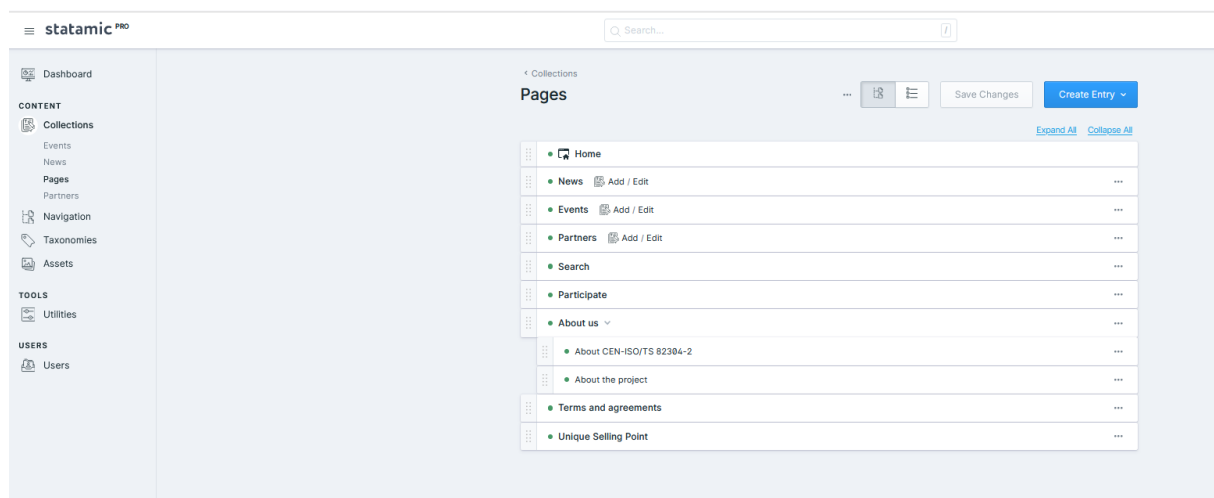 statamic PRO
Search...
/
Dashboard
CONTENT
Collections
Events
News
Pages
Partners
Navigation
Taxonomies
Assets
TOOLS
Utilities
USERS
Users
‹ Collections
Pages
Save Changes
Create Entry
Expand All Collapse All
Home
News Add / Edit
Events Add / Edit
Partners Add / Edit
Search
Participate
About us
About CEN-ISO/TS 82304-2
About the project
Terms and agreements
Unique Selling Point